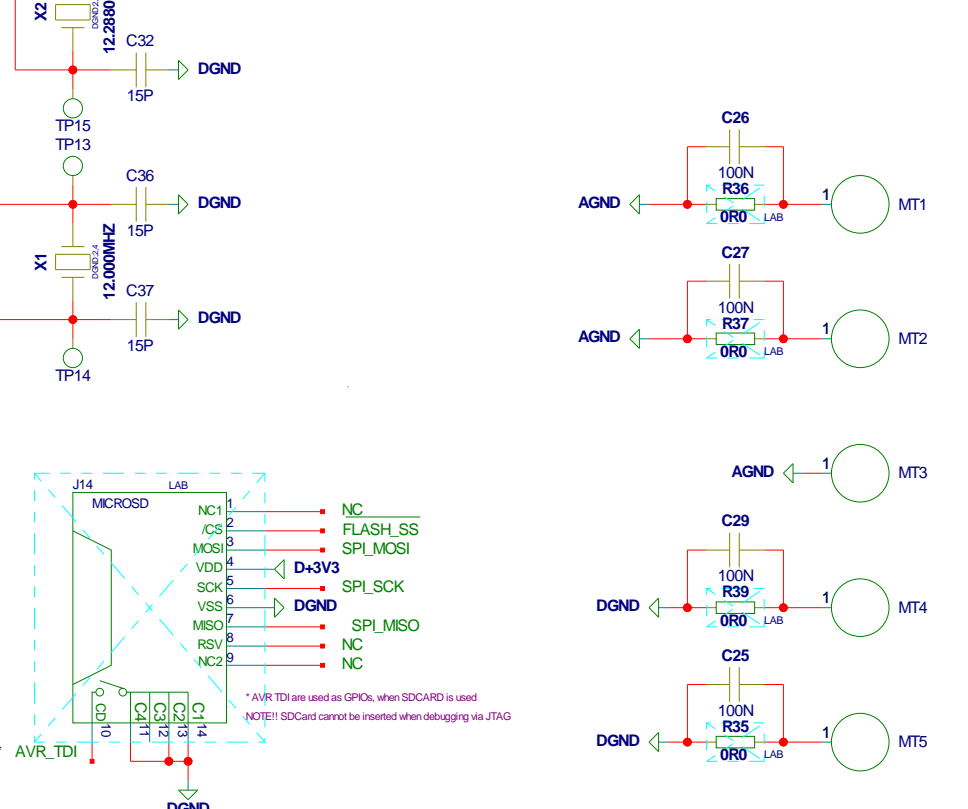 X2
DGND:2,
12.2880
C32
DGND
15P
TP15
TP13
C36
DGND
15P
X1
DGND:2,4
12.000MHZ
C37
DGND
15P
TP14
C26
100N
R36
AGND
0R0
LAB
1
MT1
C27
100N
R37
AGND
0R0
LAB
1
MT2
AGND
1
MT3
C29
100N
R39
DGND
0R0
LAB
1
MT4
C25
100N
R35
DGND
0R0
LAB
1
MT5
J14
LAB
MICROSD
NC1 1 NC
/CS 2 FLASH_SS
MOSI 3 SPI_MOSI
VDD 4 D+3V3
SCK 5 SPI_SCK
VSS 6 DGND
MISO 7 SPI_MISO
RSV 8 NC
NC2 9 NC
CD 10
C4 11
C3 12
C2 13
C1 14
* AVR TDI are used as GPIOs, when SDCARD is used
NOTE!! SDCard cannot be inserted when debugging via JTAG
* AVR_TDI
DGND